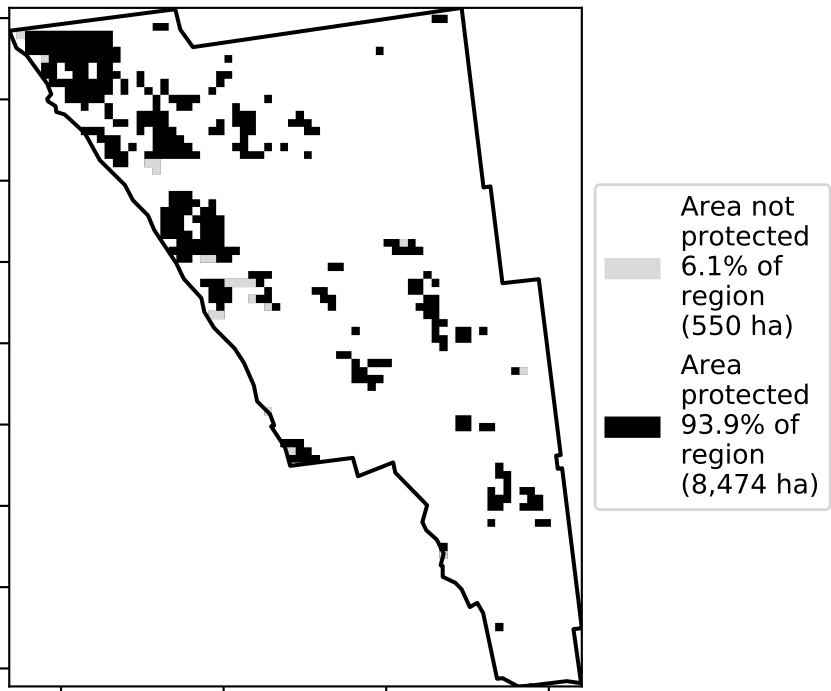 Area not
protected
6.1% of
region
(550 ha)
Area
protected
93.9% of
region
(8,474 ha)